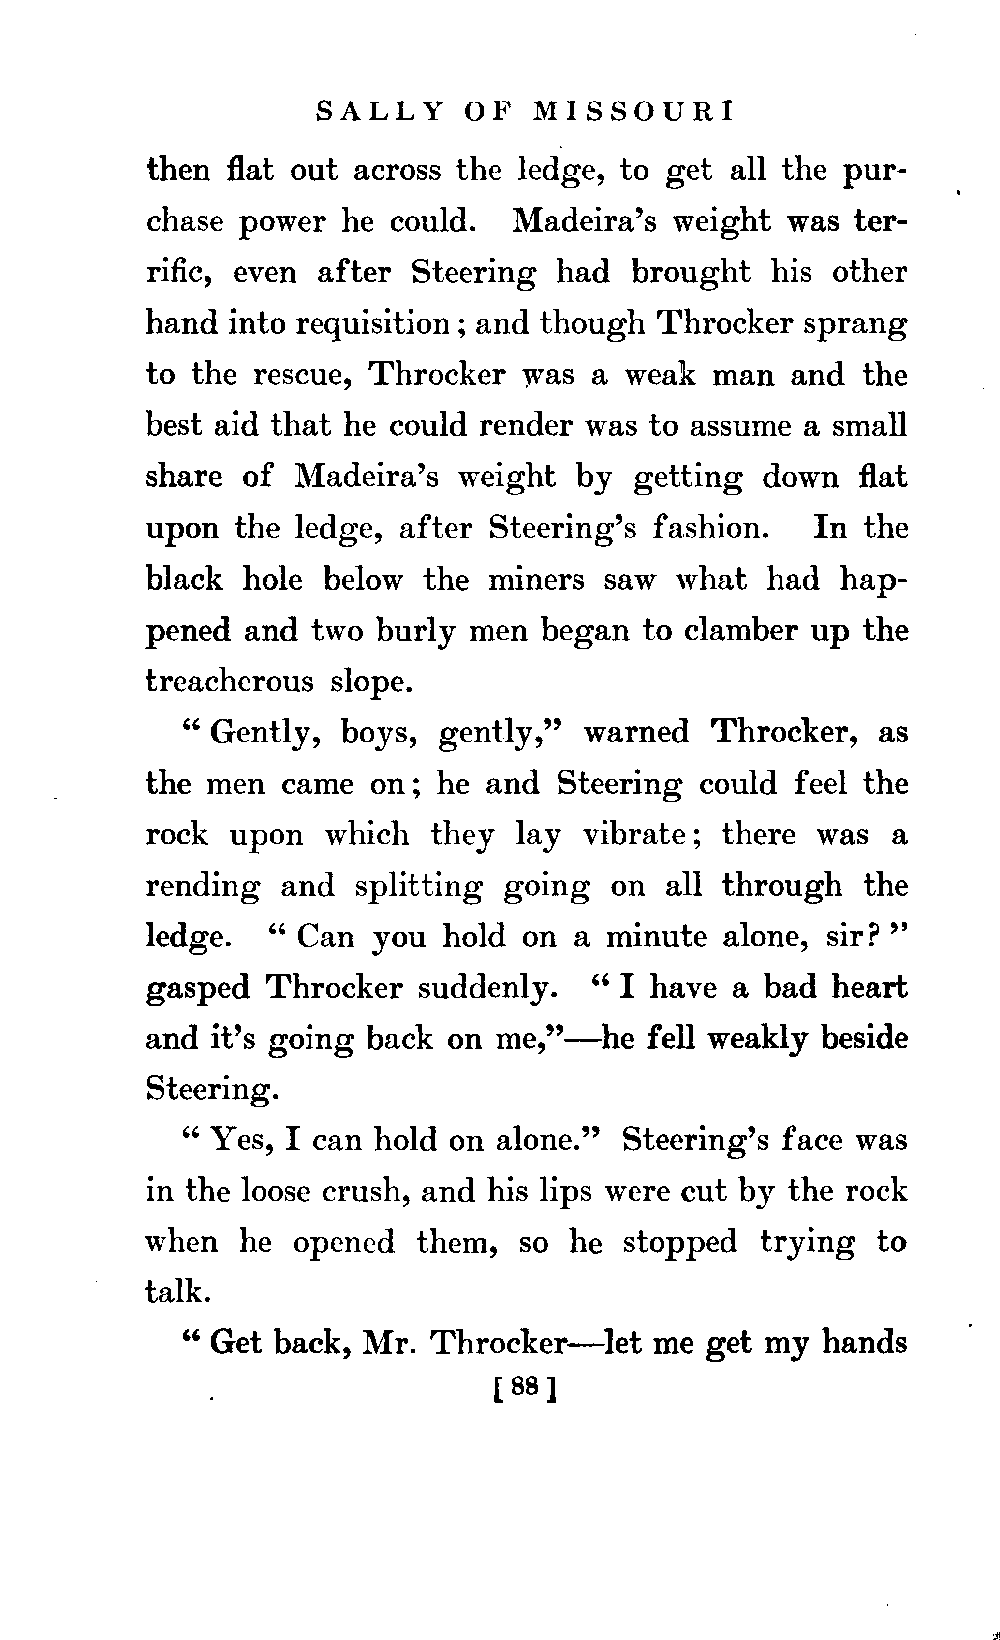 SALLY OF MISSOURI
then flat out across the ledge, to get all the pur-
chase power he could. Madeira's weight was ter-
rific, even after Steering had brought his other
hand into requisition; and though Throcker sprang
to the rescue, Throcker was a weak man and the
best aid that he could render was to assume a small
share of Madeira's weight by getting down flat
upon the ledge, after Steering's fashion. In the
black hole below the miners saw what had hap-
pened and two burly men began to clamber up the
treacherous slope.
" Gently, boys, gently," warned Throcker, as
the men came on; he and Steering could feel the
rock upon which they lay vibrate; there was a
rending and splitting going on all through the
ledge. " Can you hold on a minute alone, sir? "
gasped Throcker suddenly. " I have a bad heart
and it's going back on me,"—he fell weakly beside
Steering.
" Yes, I can hold on alone." Steering's face was
in the loose crush, and his lips were cut by the rock
when he opened them, so he stopped trying to
talk.
" Get back, Mr. Throcker—let me get my hands
[ 88 ]